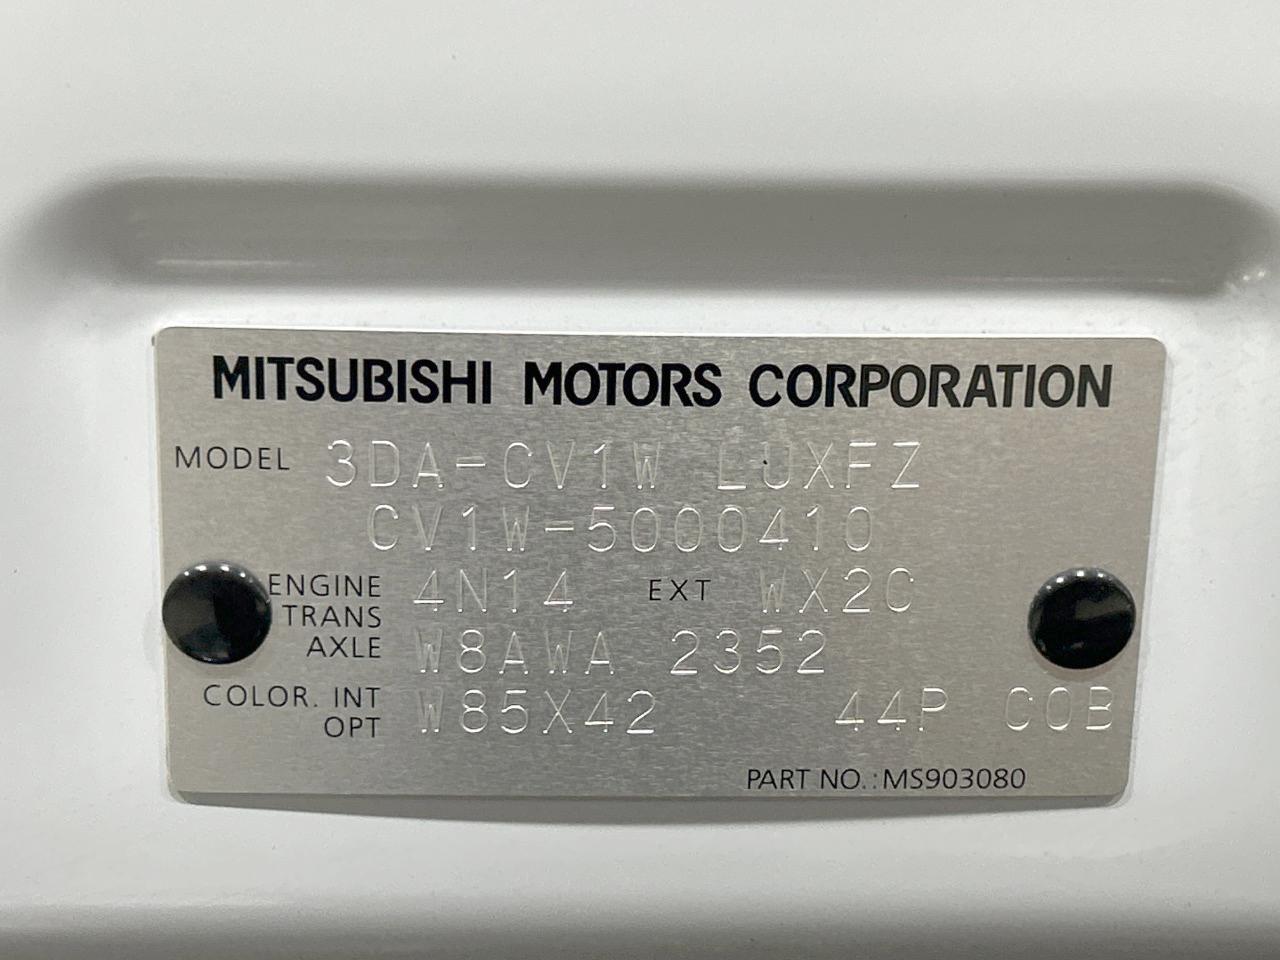 MITSUBISHI MOTORS CORPORATION
MODEL 3DA-CV1W LUXFZ
CV1W-5000410
ENGINE 4N14 EXT WX2C
TRANS AXLE W8AWA 2352
COLOR. INT OPT W85X42 44P C0B
PART NO.:MS903080